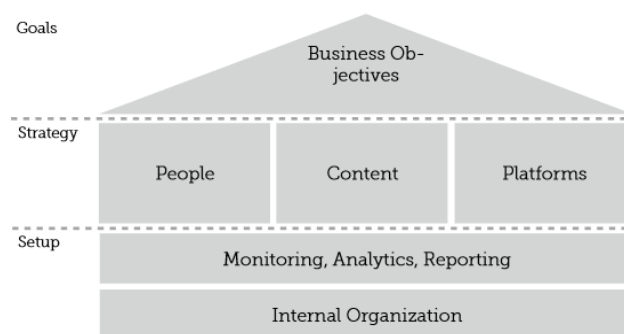 Goals
Business Ob-
jectives
Strategy
People
Content
Platforms
Setup
Monitoring, Analytics, Reporting
Internal Organization